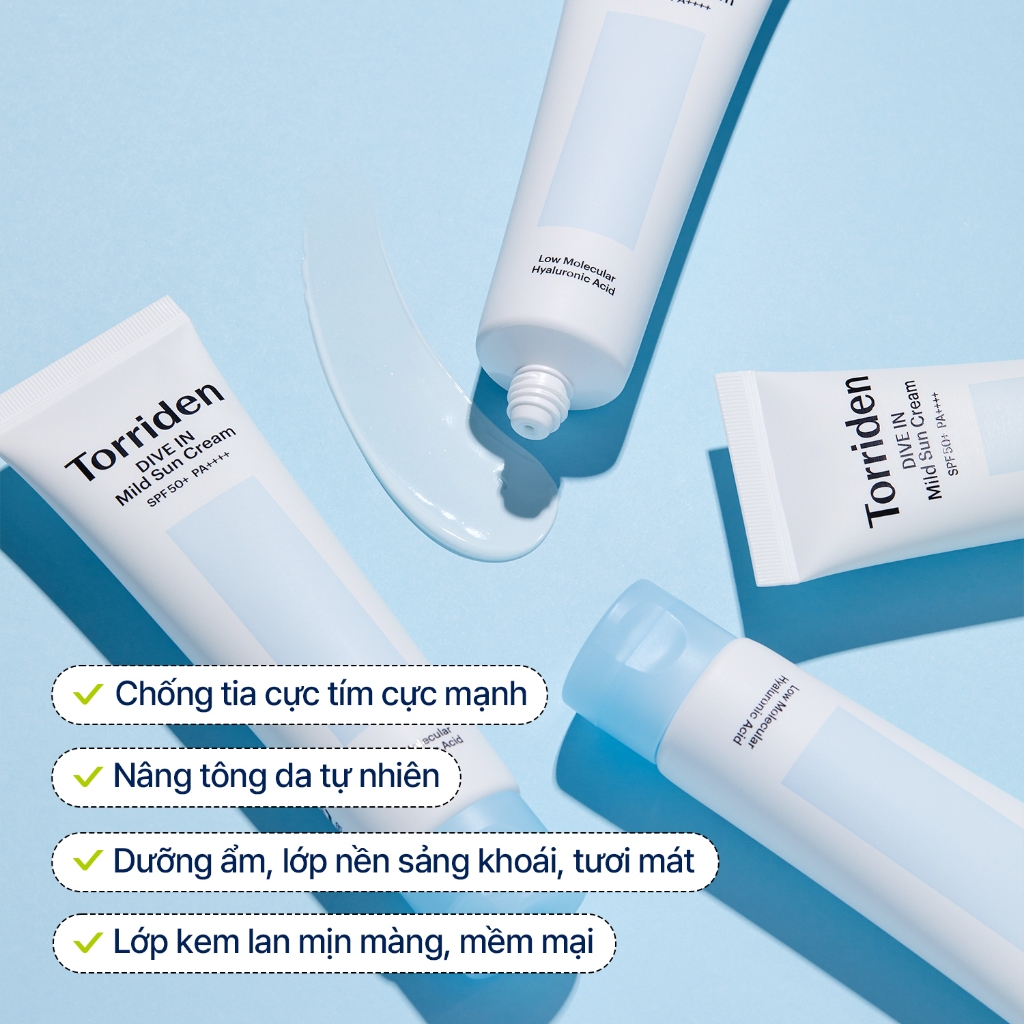 PA++++
Low Molecular
Hyaluronic Acid
Torriden
DIVE IN
Mild Sun Cream
SPF50+ PA++++
Torriden
DIVE IN
Mild Sun Cream
SPF50+ PA++++
Low Molecular
Hyaluronic Acid
Acid
Chống tia cực tím cực mạnh
Nâng tông da tự nhiên
Dưỡng ẩm, lớp nền sảng khoái, tươi mát
Lớp kem lan mịn màng, mềm mại